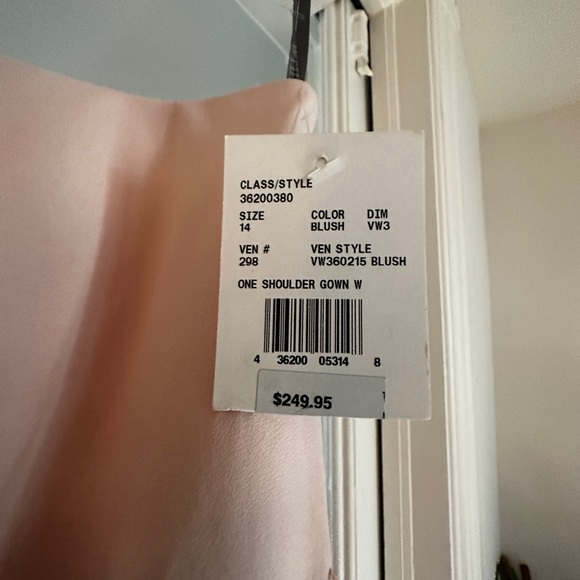 CLASS/STYLE
36200380
SIZE COLOR DIM
14 BLUSH VW3
VEN # VEN STYLE
298 VW360215 BLUSH
ONE SHOULDER GOWN W
4 36200 05314 8
$249.95